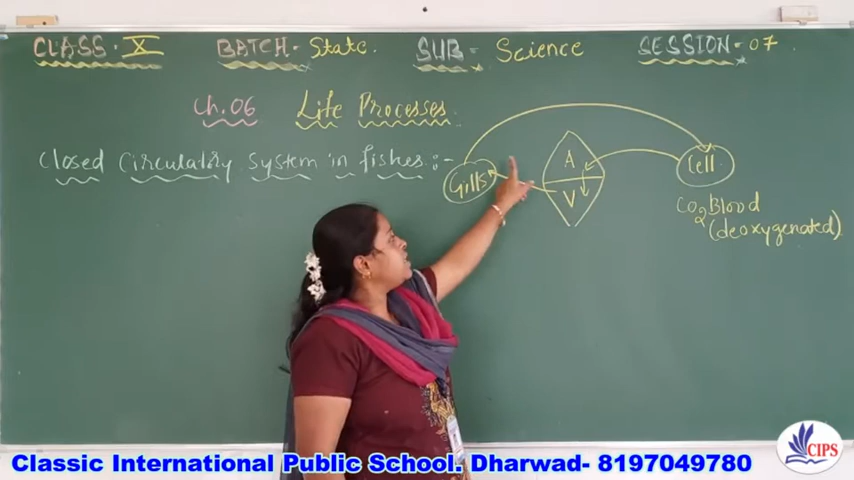 CLASS - X BATCH - State. SUB - Science SESSION - 07
Ch. 06 Life Processes
Closed Circulatory System in fishes :-
Gills
A
V
Cell
CO2 Blood
(deoxygenated)
CIPS
Classic International Public School. Dharwad- 8197049780